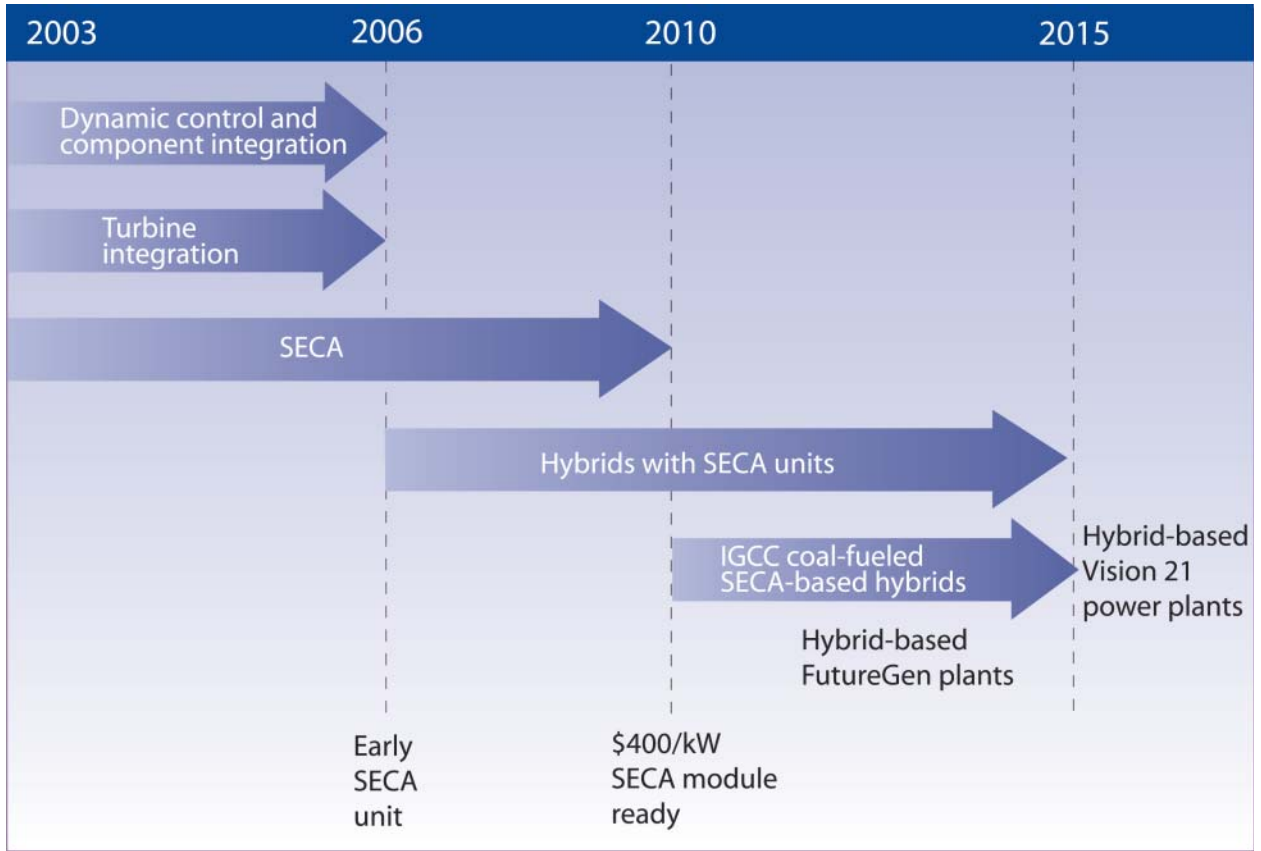 2003 2006 2010 2015
Dynamic control and
component integration
Turbine
integration
SECA
Hybrids with SECA units
IGCC coal-fueled
SECA-based hybrids
Hybrid-based
Vision 21
power plants
Hybrid-based
FutureGen plants
Early
SECA
unit
$400/kW
SECA module
ready